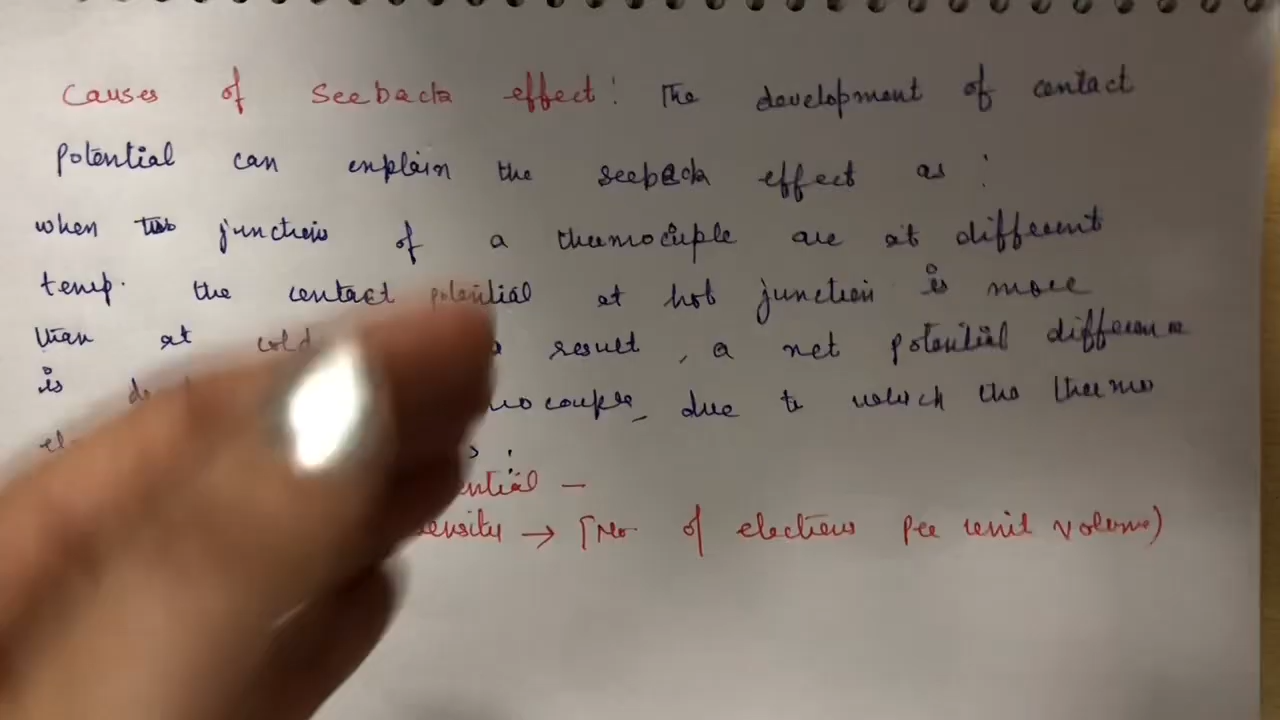 Causes of Seeback effect: The development of contact
potential can explain the seeback effect as :
when two junction of a thermocuple are at different
temp. the contact potential at hot junction is more
than at cold result, a net potential difference
is due to which the thermo
ential —
ensity → [No of electrons per unit volume)